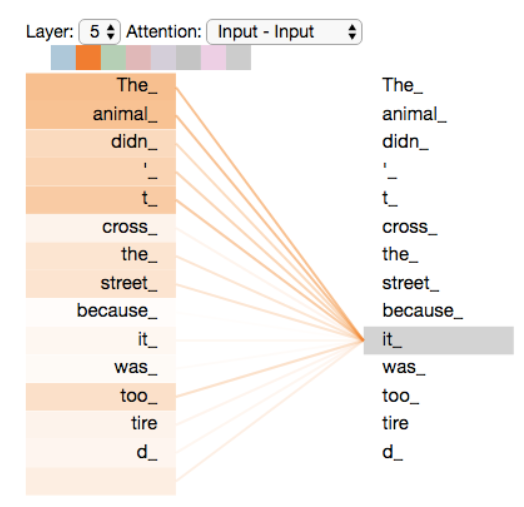 Layer: 5 Attention: Input - Input
The_ The_
animal_ animal_
didn_ didn_
'_ '_
t_ t_
cross_ cross_
the_ the_
street_ street_
because_ because_
it_ it_
was_ was_
too_ too_
tire tire
d_ d_